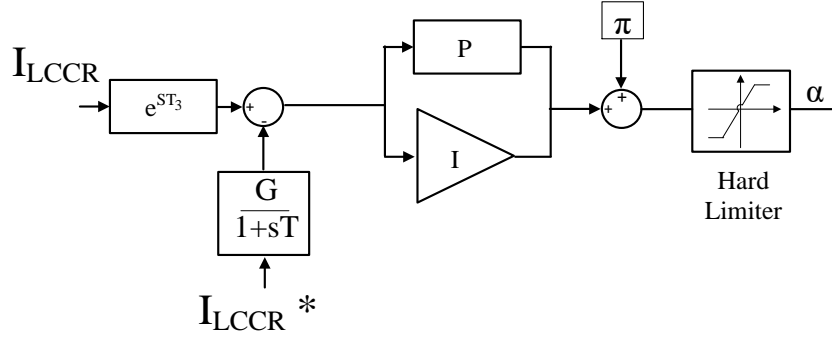 I_LCCR
e^ST₃
+
-
G
1+sT
I_LCCR *
P
I
π
+
+
Hard
Limiter
α